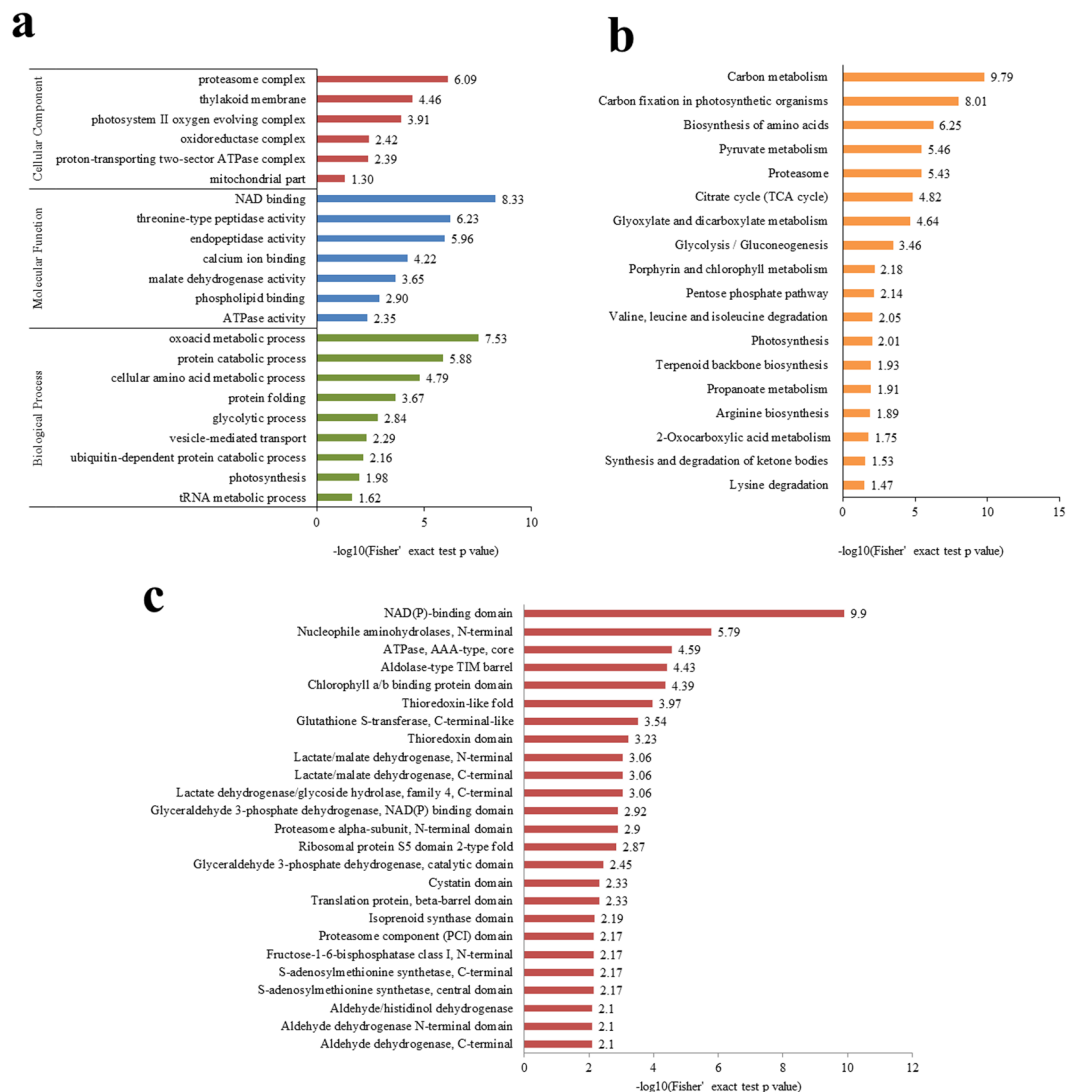 a
Cellular Component
proteasome complex 6.09
thylakoid membrane 4.46
photosystem II oxygen evolving complex 3.91
oxidoreductase complex 2.42
proton-transporting two-sector ATPase complex 2.39
mitochondrial part 1.30
Molecular Function
NAD binding 8.33
threonine-type peptidase activity 6.23
endopeptidase activity 5.96
calcium ion binding 4.22
malate dehydrogenase activity 3.65
phospholipid binding 2.90
ATPase activity 2.35
Biological Process
oxoacid metabolic process 7.53
protein catabolic process 5.88
cellular amino acid metabolic process 4.79
protein folding 3.67
glycolytic process 2.84
vesicle-mediated transport 2.29
ubiquitin-dependent protein catabolic process 2.16
photosynthesis 1.98
tRNA metabolic process 1.62
0 5 10
-log10(Fisher' exact test p value)
b
Carbon metabolism 9.79
Carbon fixation in photosynthetic organisms 8.01
Biosynthesis of amino acids 6.25
Pyruvate metabolism 5.46
Proteasome 5.43
Citrate cycle (TCA cycle) 4.82
Glyoxylate and dicarboxylate metabolism 4.64
Glycolysis / Gluconeogenesis 3.46
Porphyrin and chlorophyll metabolism 2.18
Pentose phosphate pathway 2.14
Valine, leucine and isoleucine degradation 2.05
Photosynthesis 2.01
Terpenoid backbone biosynthesis 1.93
Propanoate metabolism 1.91
Arginine biosynthesis 1.89
2-Oxocarboxylic acid metabolism 1.75
Synthesis and degradation of ketone bodies 1.53
Lysine degradation 1.47
0 5 10 15
-log10(Fisher' exact test p value)
c
NAD(P)-binding domain 9.9
Nucleophile aminohydrolases, N-terminal 5.79
ATPase, AAA-type, core 4.59
Aldolase-type TIM barrel 4.43
Chlorophyll a/b binding protein domain 4.39
Thioredoxin-like fold 3.97
Glutathione S-transferase, C-terminal-like 3.54
Thioredoxin domain 3.23
Lactate/malate dehydrogenase, N-terminal 3.06
Lactate/malate dehydrogenase, C-terminal 3.06
Lactate dehydrogenase/glycoside hydrolase, family 4, C-terminal 3.06
Glyceraldehyde 3-phosphate dehydrogenase, NAD(P) binding domain 2.92
Proteasome alpha-subunit, N-terminal domain 2.9
Ribosomal protein S5 domain 2-type fold 2.87
Glyceraldehyde 3-phosphate dehydrogenase, catalytic domain 2.45
Cystatin domain 2.33
Translation protein, beta-barrel domain 2.33
Isoprenoid synthase domain 2.19
Proteasome component (PCI) domain 2.17
Fructose-1-6-bisphosphatase class I, N-terminal 2.17
S-adenosylmethionine synthetase, C-terminal 2.17
S-adenosylmethionine synthetase, central domain 2.17
Aldehyde/histidinol dehydrogenase 2.1
Aldehyde dehydrogenase N-terminal domain 2.1
Aldehyde dehydrogenase, C-terminal 2.1
0 2 4 6 8 10 12
-log10(Fisher' exact test p value)